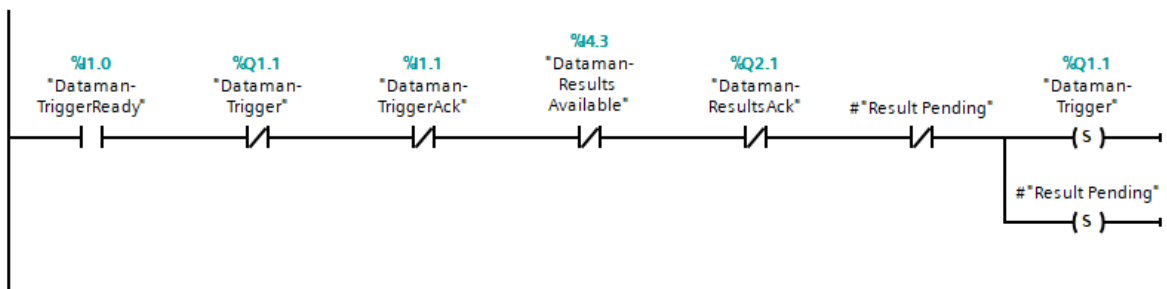 %I1.0
"Dataman-
TriggerReady"
%Q1.1
"Dataman-
Trigger"
%I1.1
"Dataman-
TriggerAck"
%I4.3
"Dataman-
Results
Available"
%Q2.1
"Dataman-
ResultsAck"
#"Result Pending"
%Q1.1
"Dataman-
Trigger"
S
#"Result Pending"
S